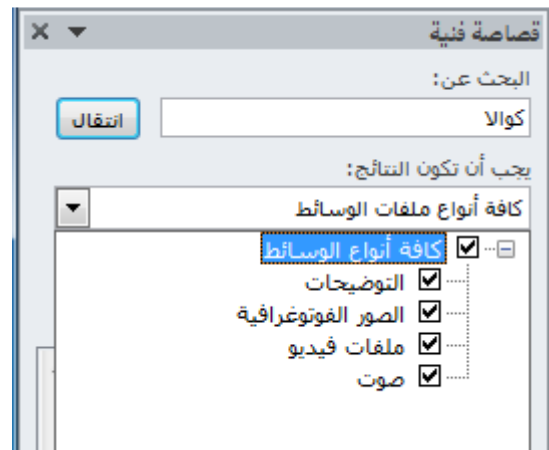 قصاصة فنية
البحث عن:
كوالا
انتقال
يجب أن تكون النتائج:
كافة أنواع ملفات الوسائط
كافة أنواع الوسائط
التوضيحات
الصور الفوتوغرافية
ملفات فيديو
صوت